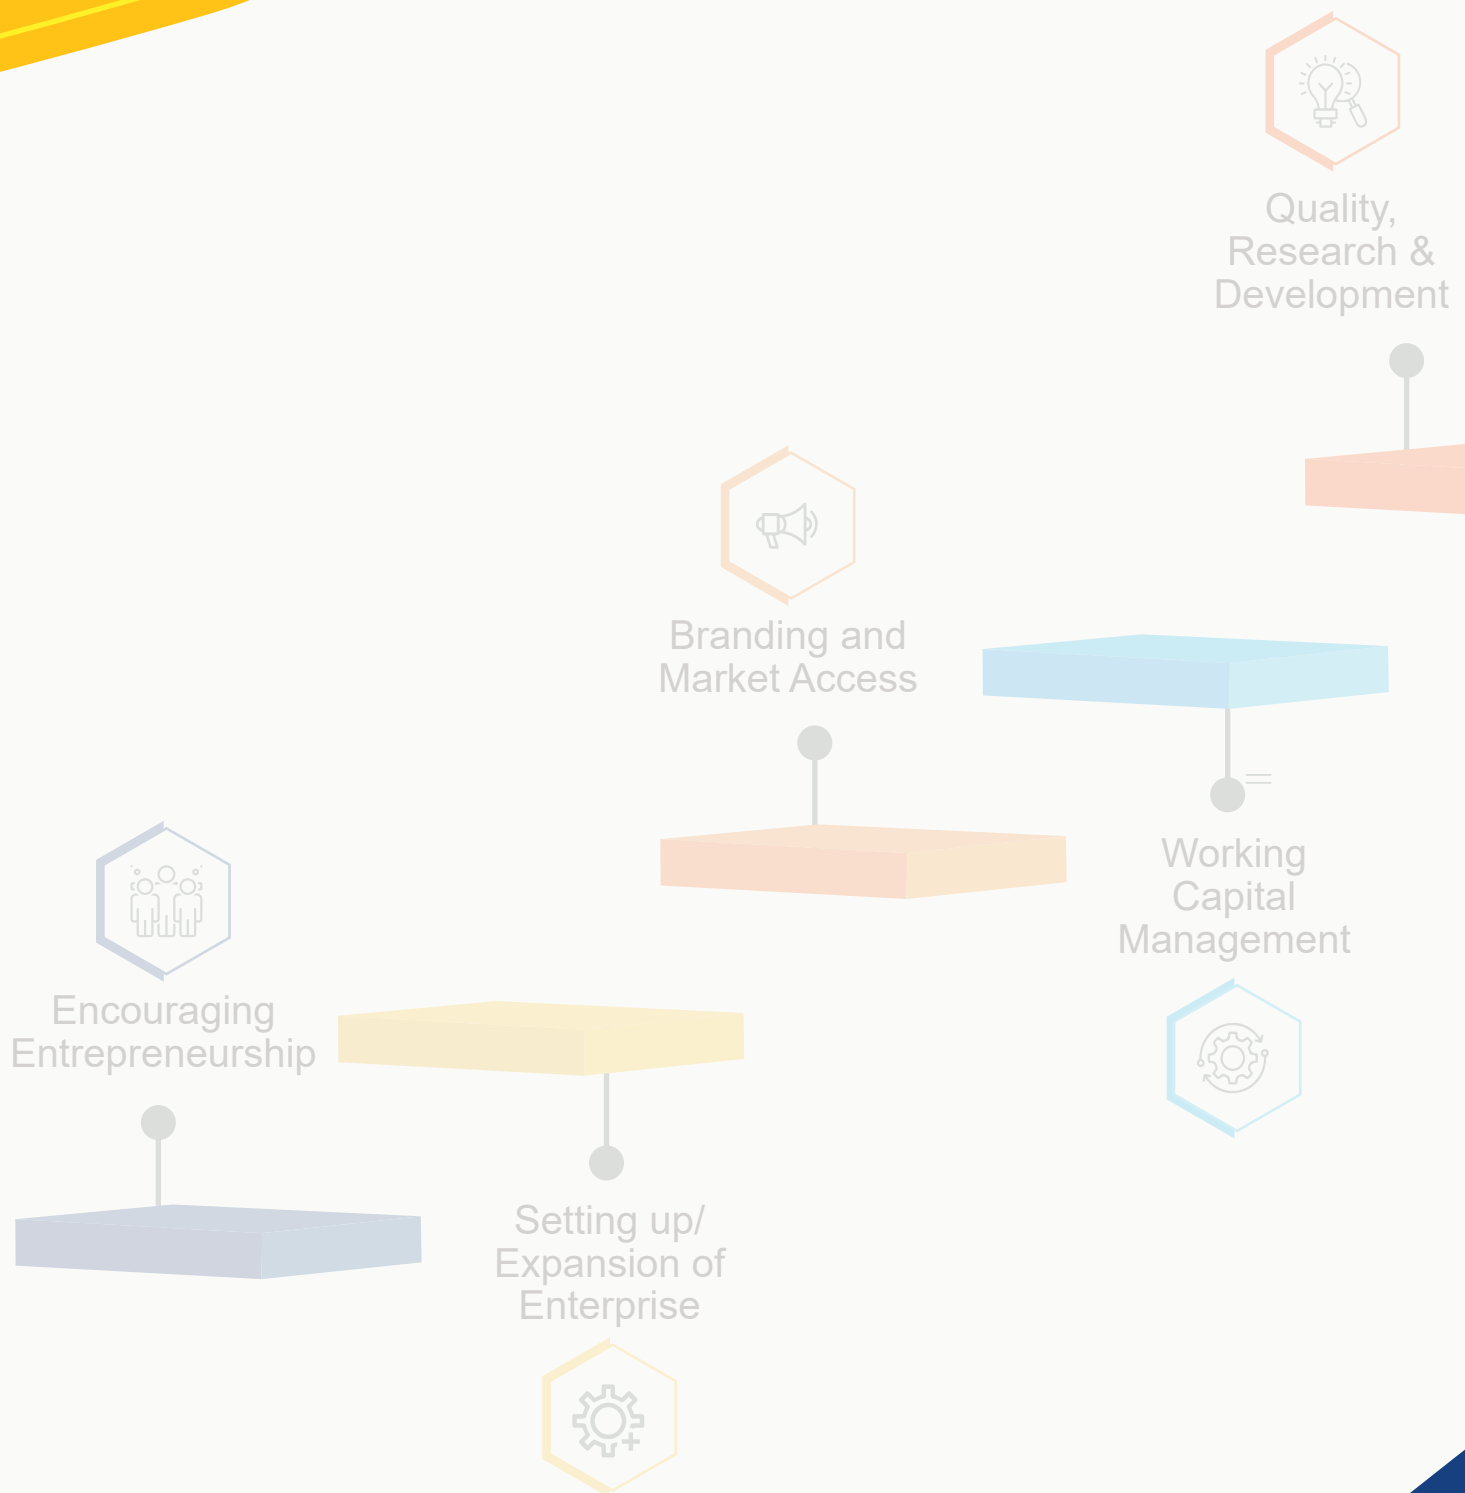 Quality,
Research &
Development
Branding and
Market Access
Working
Capital
Management
Encouraging
Entrepreneurship
Setting up/
Expansion of
Enterprise